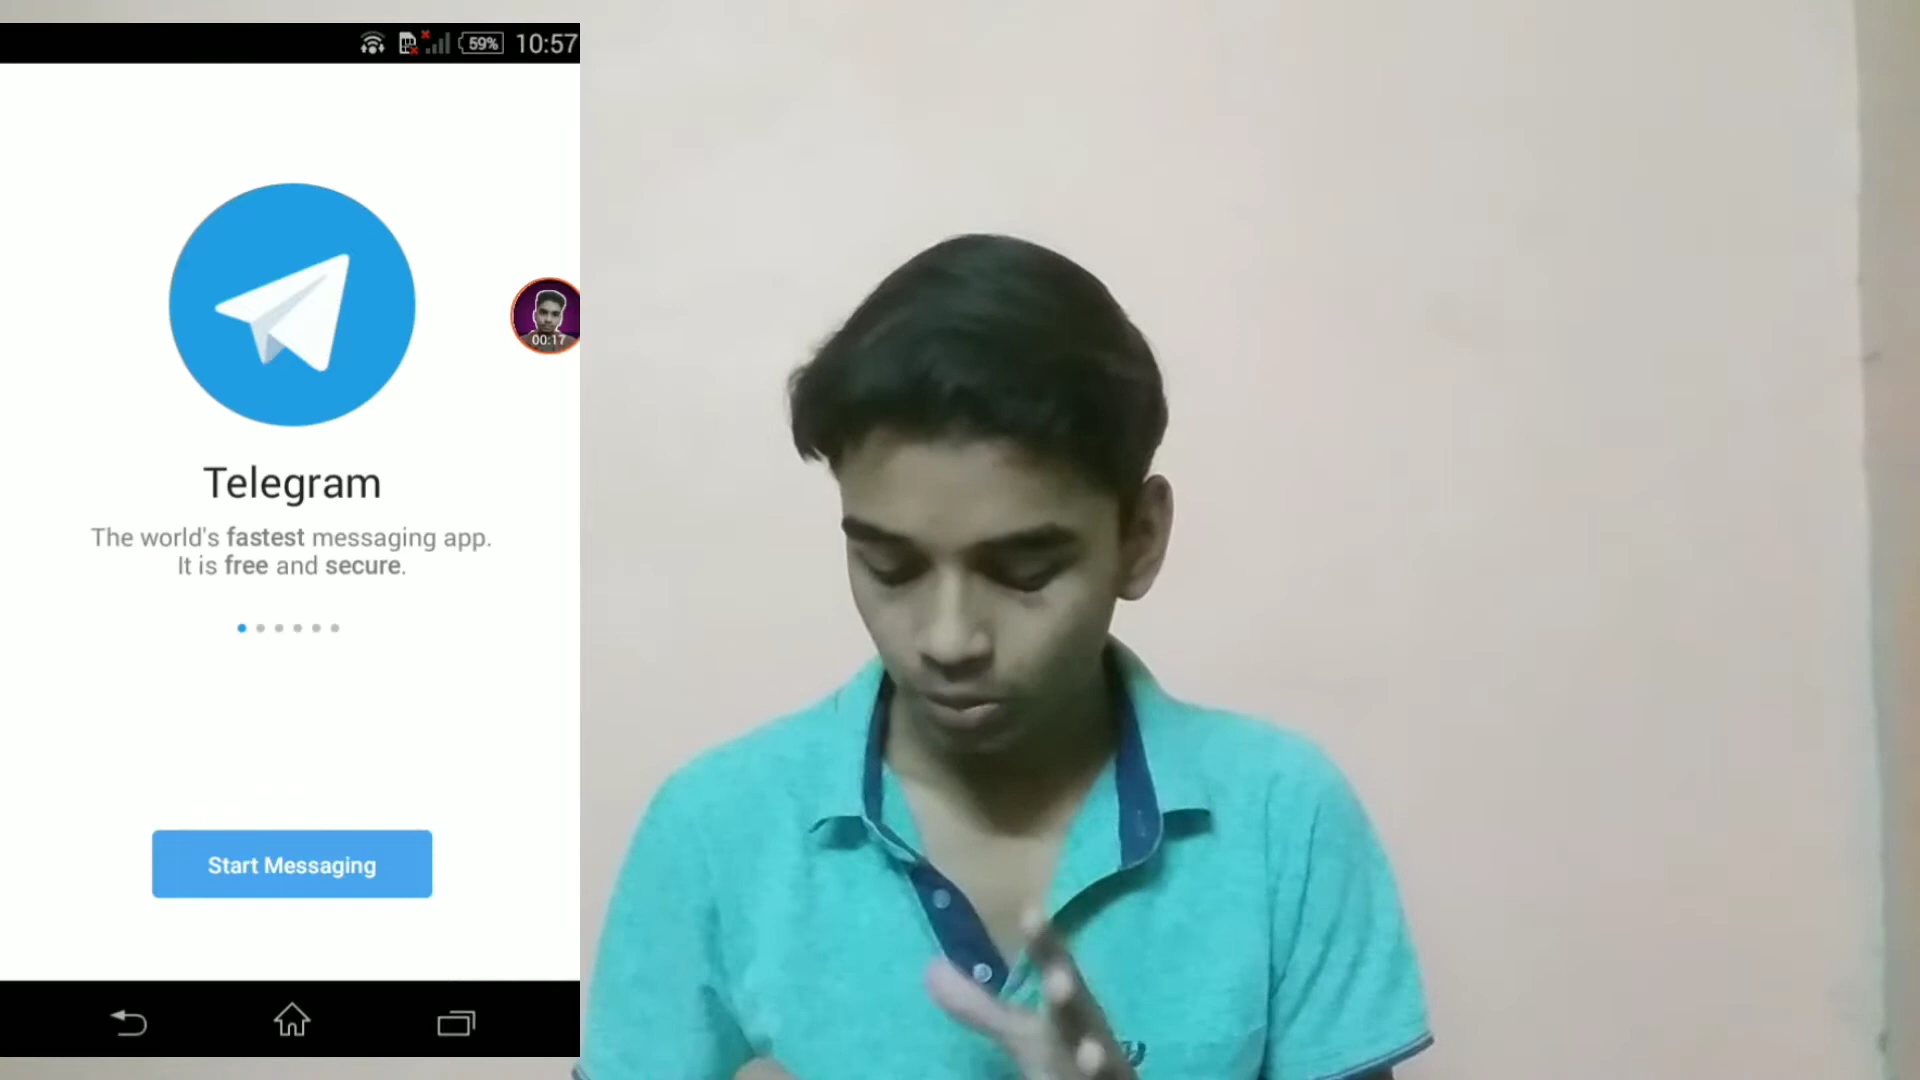 59% 10:57
00:17
Telegram
The world's fastest messaging app.
It is free and secure.
Start Messaging